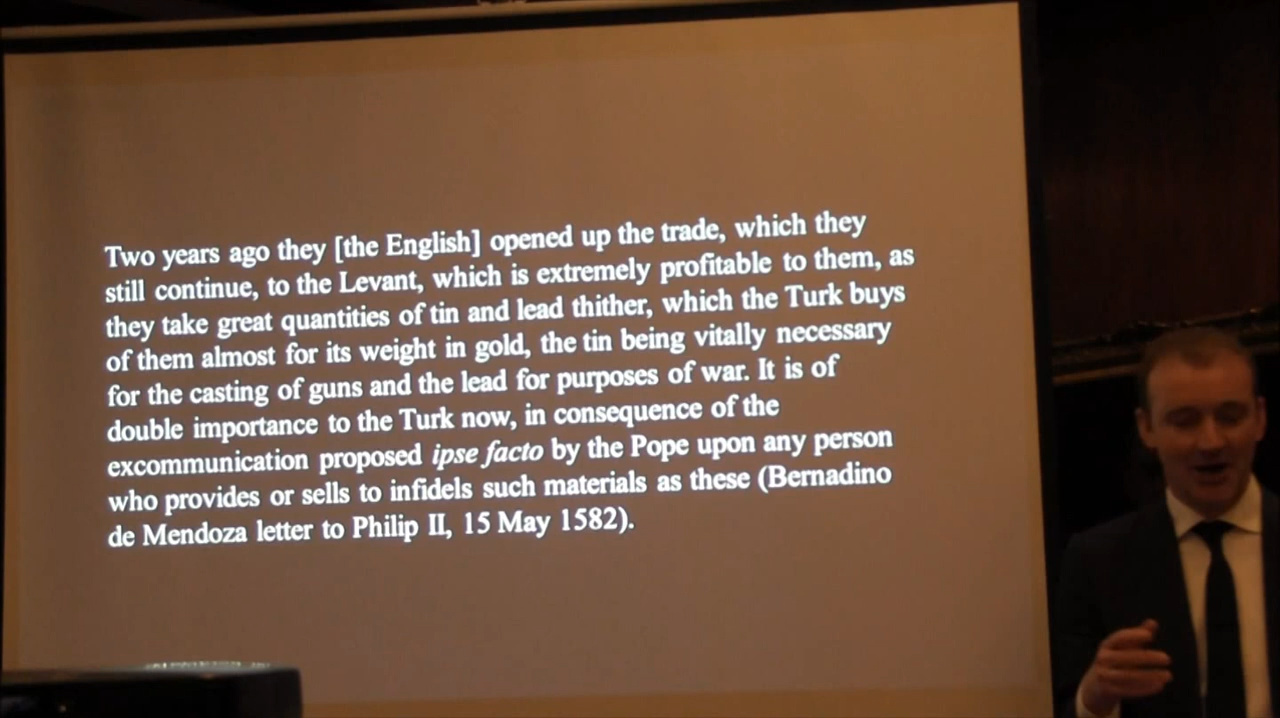 Two years ago they [the English] opened up the trade, which they
still continue, to the Levant, which is extremely profitable to them, as
they take great quantities of tin and lead thither, which the Turk buys
of them almost for its weight in gold, the tin being vitally necessary
for the casting of guns and the lead for purposes of war. It is of
double importance to the Turk now, in consequence of the
excommunication proposed ipse facto by the Pope upon any person
who provides or sells to infidels such materials as these (Bernadino
de Mendoza letter to Philip II, 15 May 1582).